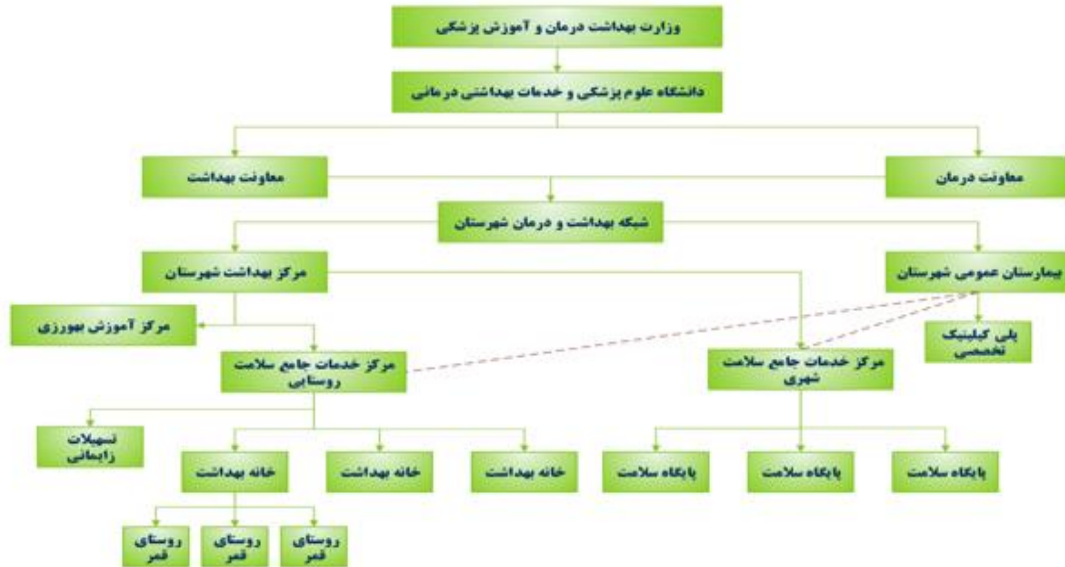 وزارت بهداشت درمان و آموزش پزشکی
دانشگاه علوم پزشکی و خدمات بهداشتی درمانی
معاونت درمان
معاونت بهداشت
شبکه بهداشت و درمان شهرستان
بیمارستان عمومی شهرستان
مرکز بهداشت شهرستان
مرکز آموزش بهورزی
پلی کیلینیک
تخصصی
مرکز خدمات جامع سلامت
شهری
مرکز خدمات جامع سلامت
روستایی
تسهیلات
زایمانی
پایگاه سلامت
پایگاه سلامت
پایگاه سلامت
خانه بهداشت
خانه بهداشت
خانه بهداشت
روستای
قمر
روستای
قمر
روستای
قمر